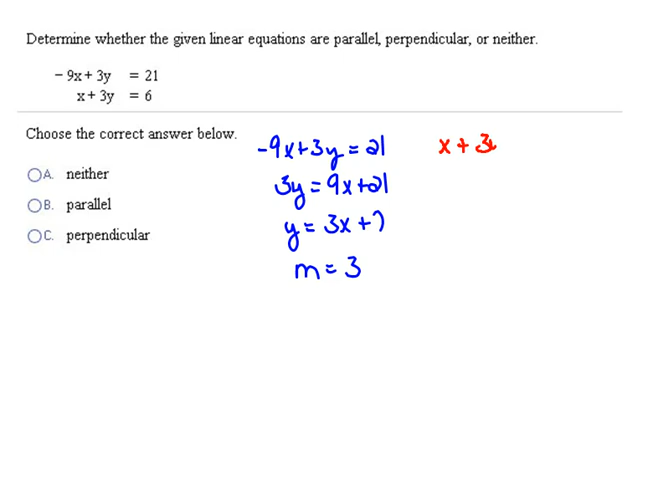 Determine whether the given linear equations are parallel, perpendicular, or neither.
− 9x + 3y = 21
x + 3y = 6
Choose the correct answer below.
A. neither
B. parallel
C. perpendicular
-9x+3y=21
3y=9x+21
y=3x+7
m=3
x+3